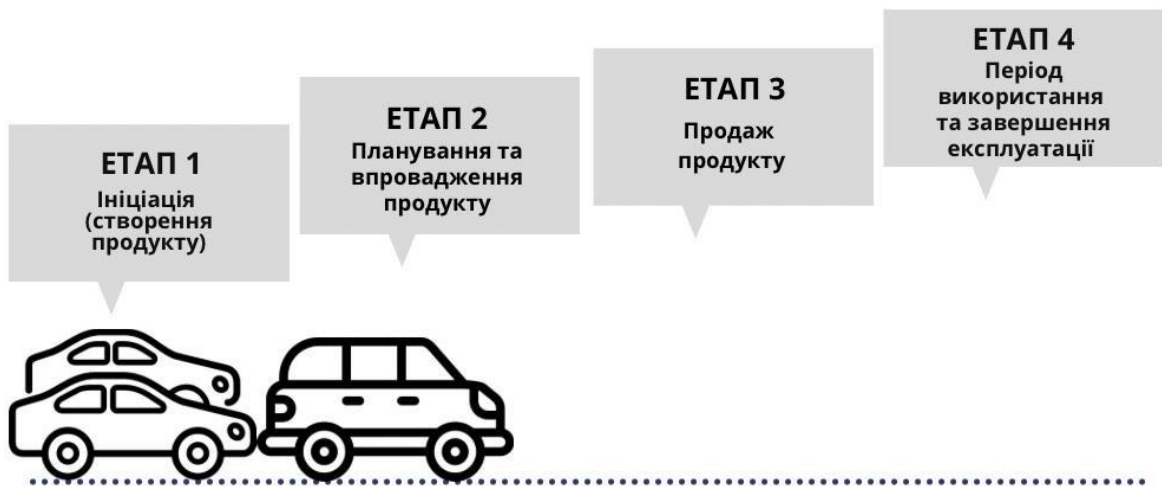 ЕТАП 1
Ініціація
(створення
продукту)
ЕТАП 2
Планування та
впровадження
продукту
ЕТАП 3
Продаж
продукту
ЕТАП 4
Період
використання
та завершення
експлуатації